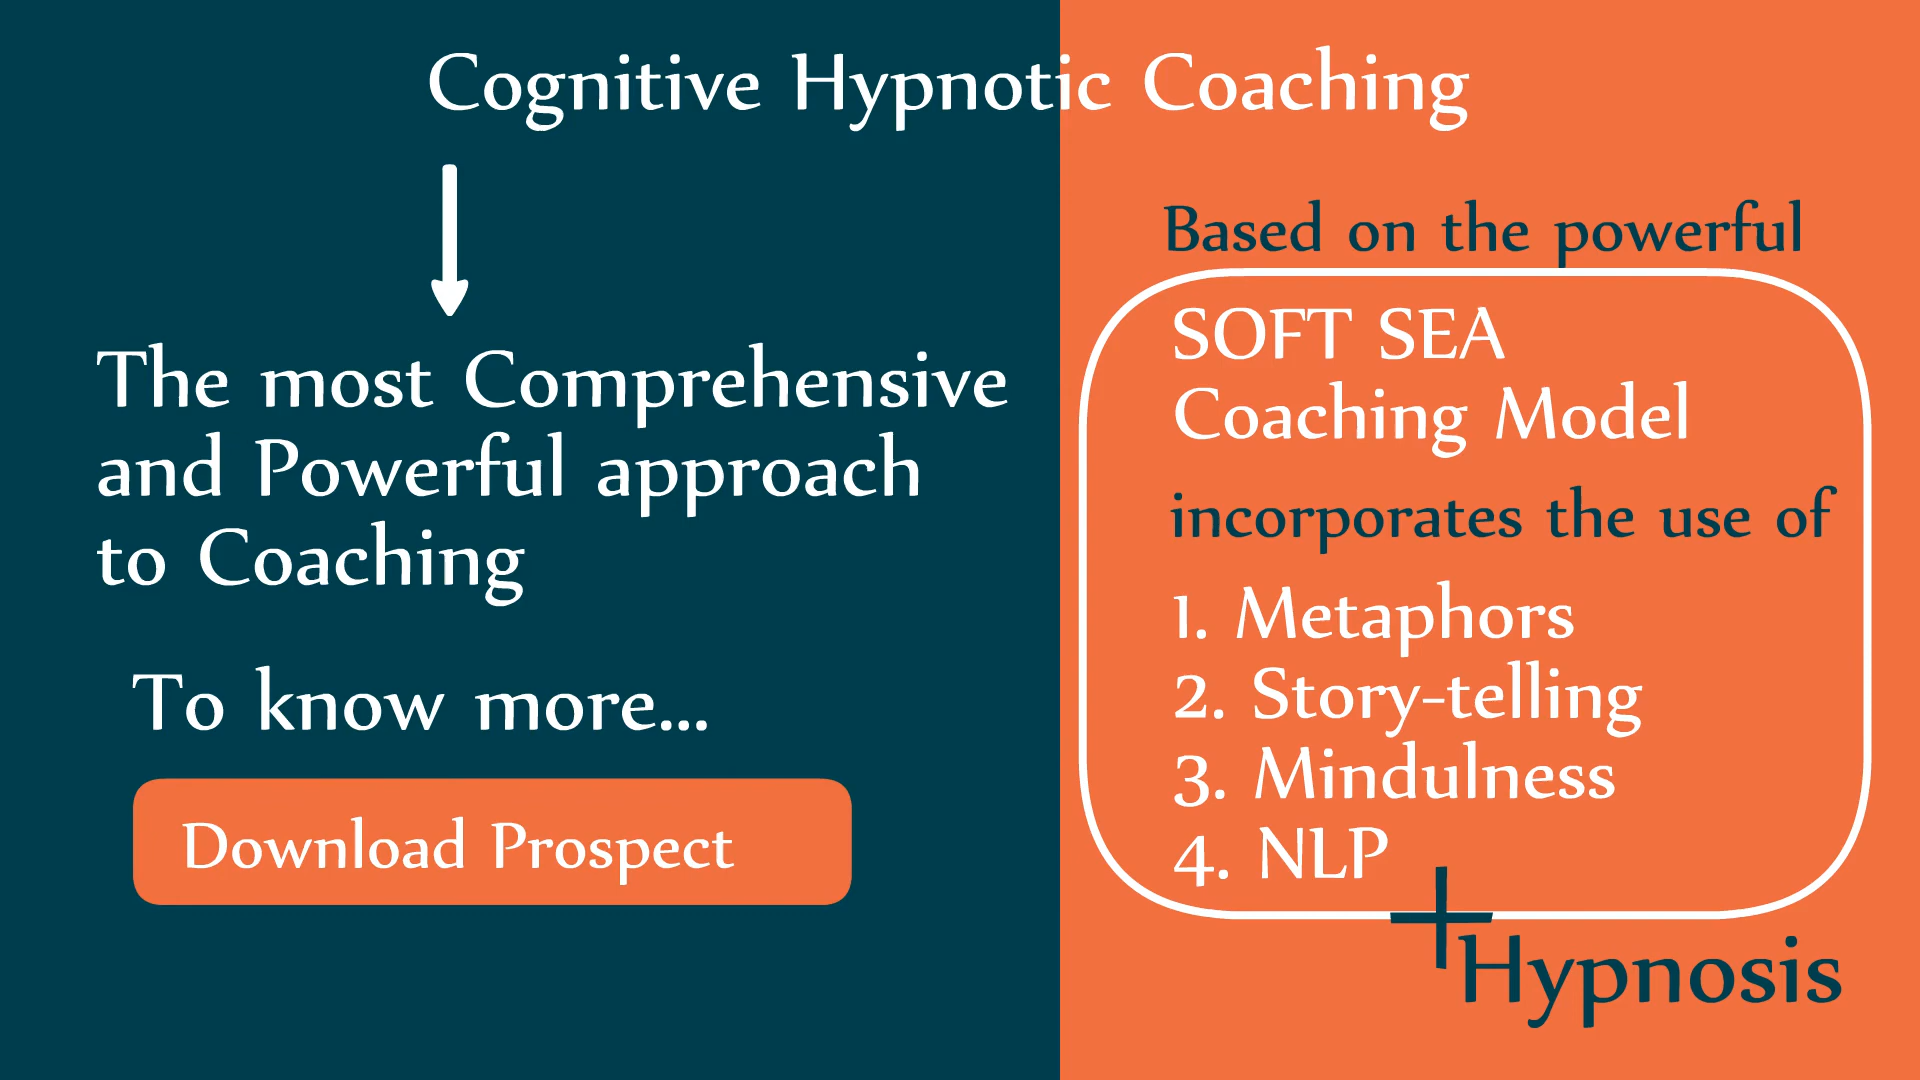 Cognitive Hypnotic Coaching
The most Comprehensive
and Powerful approach
to Coaching
To know more...
Download Prospect
Based on the powerful
SOFT SEA
Coaching Model
incorporates the use of
1. Metaphors
2. Story-telling
3. Mindulness
4. NLP
+
Hypnosis